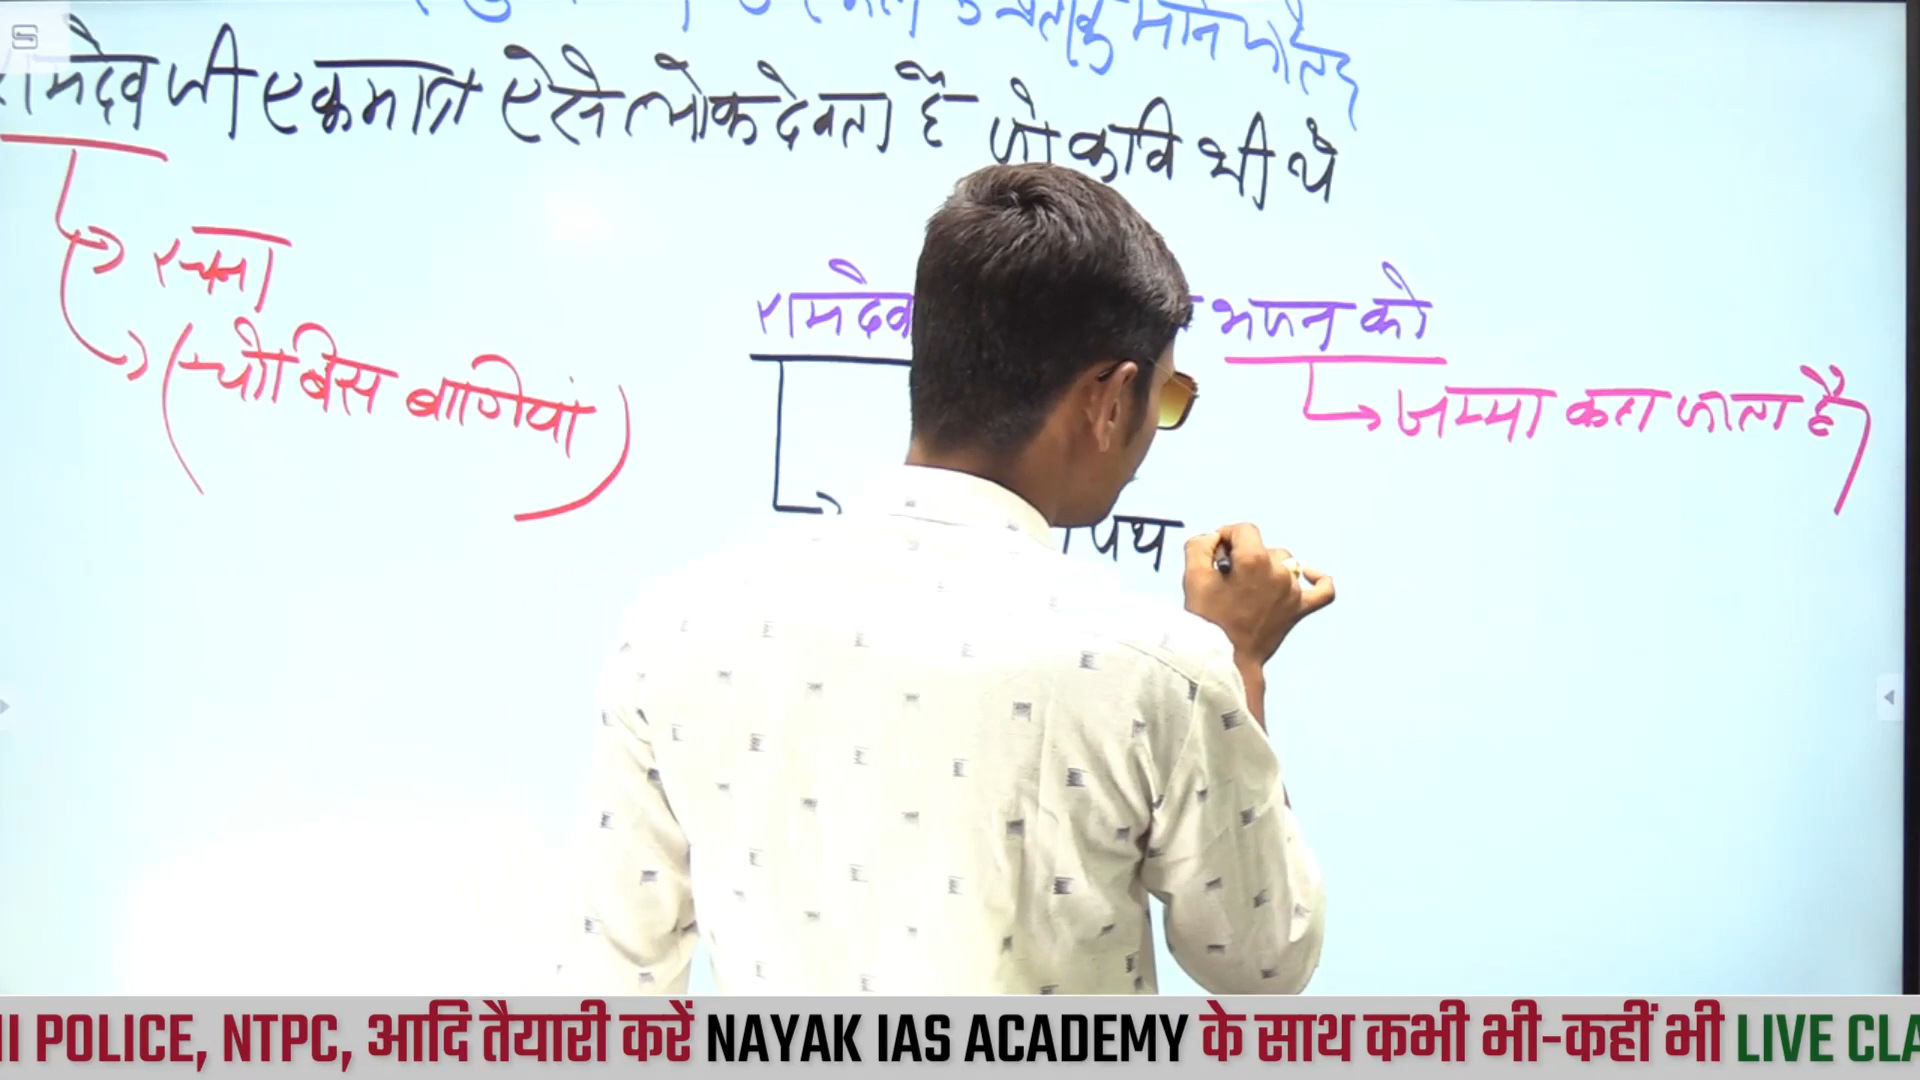 माने जाते है
रामदेव जी एकमात्र ऐसे लोकदेवता है जो कवि भी थे
रचना
(चौबिस बाणियां)
रामदेव भजन को
जम्मा कहा जाता है।
पथ
POLICE, NTPC, आदि तैयारी करें NAYAK IAS ACADEMY के साथ कभी भी-कहीं भी LIVE CLA